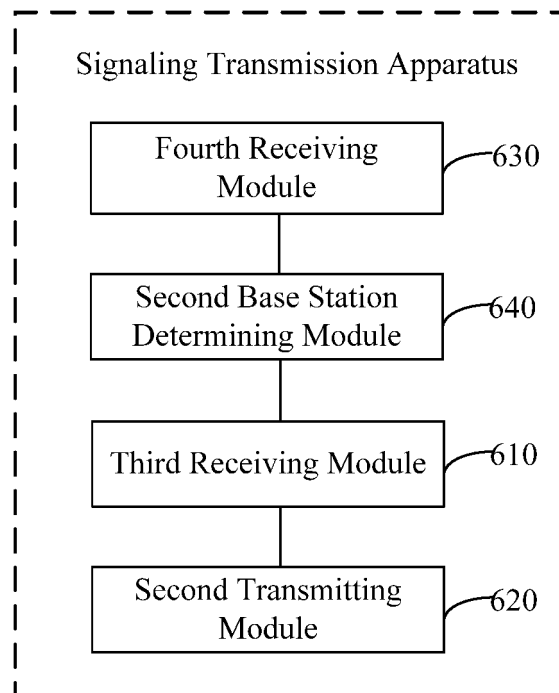 Signaling Transmission Apparatus
Fourth Receiving
Module
630
Second Base Station
Determining Module
640
Third Receiving Module
610
Second Transmitting
Module
620